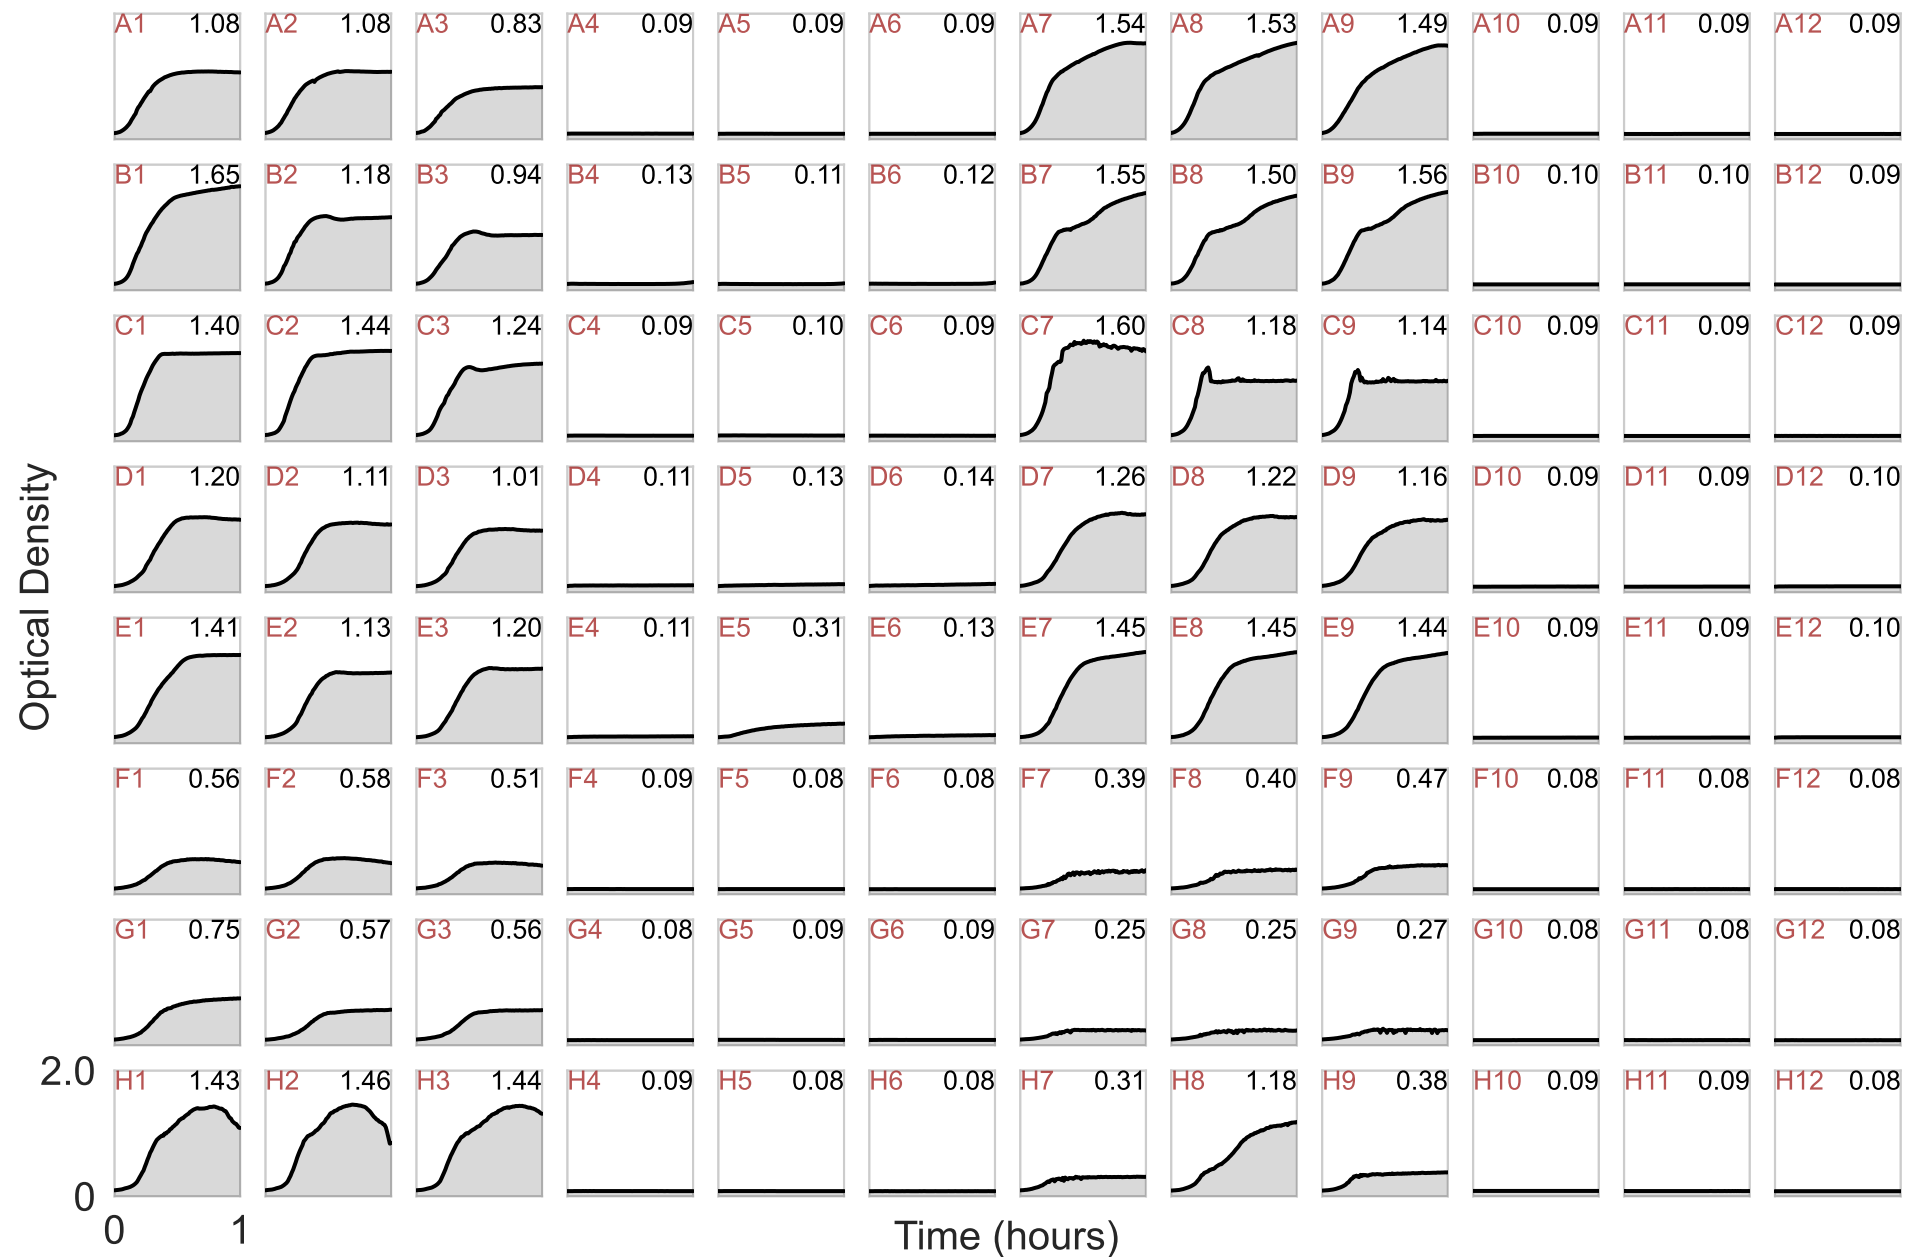 A1 1.08 A2 1.08 A3 0.83 A4 0.09 A5 0.09 A6 0.09 A7 1.54 A8 1.53 A9 1.49 A10 0.09 A11 0.09 A12 0.09
B1 1.65 B2 1.18 B3 0.94 B4 0.13 B5 0.11 B6 0.12 B7 1.55 B8 1.50 B9 1.56 B10 0.10 B11 0.10 B12 0.09
C1 1.40 C2 1.44 C3 1.24 C4 0.09 C5 0.10 C6 0.09 C7 1.60 C8 1.18 C9 1.14 C10 0.09 C11 0.09 C12 0.09
D1 1.20 D2 1.11 D3 1.01 D4 0.11 D5 0.13 D6 0.14 D7 1.26 D8 1.22 D9 1.16 D10 0.09 D11 0.09 D12 0.10
E1 1.41 E2 1.13 E3 1.20 E4 0.11 E5 0.31 E6 0.13 E7 1.45 E8 1.45 E9 1.44 E10 0.09 E11 0.09 E12 0.10
F1 0.56 F2 0.58 F3 0.51 F4 0.09 F5 0.08 F6 0.08 F7 0.39 F8 0.40 F9 0.47 F10 0.08 F11 0.08 F12 0.08
G1 0.75 G2 0.57 G3 0.56 G4 0.08 G5 0.09 G6 0.09 G7 0.25 G8 0.25 G9 0.27 G10 0.08 G11 0.08 G12 0.08
H1 1.43 H2 1.46 H3 1.44 H4 0.09 H5 0.08 H6 0.08 H7 0.31 H8 1.18 H9 0.38 H10 0.09 H11 0.09 H12 0.08
Optical Density
2.0
0
0 1
Time (hours)